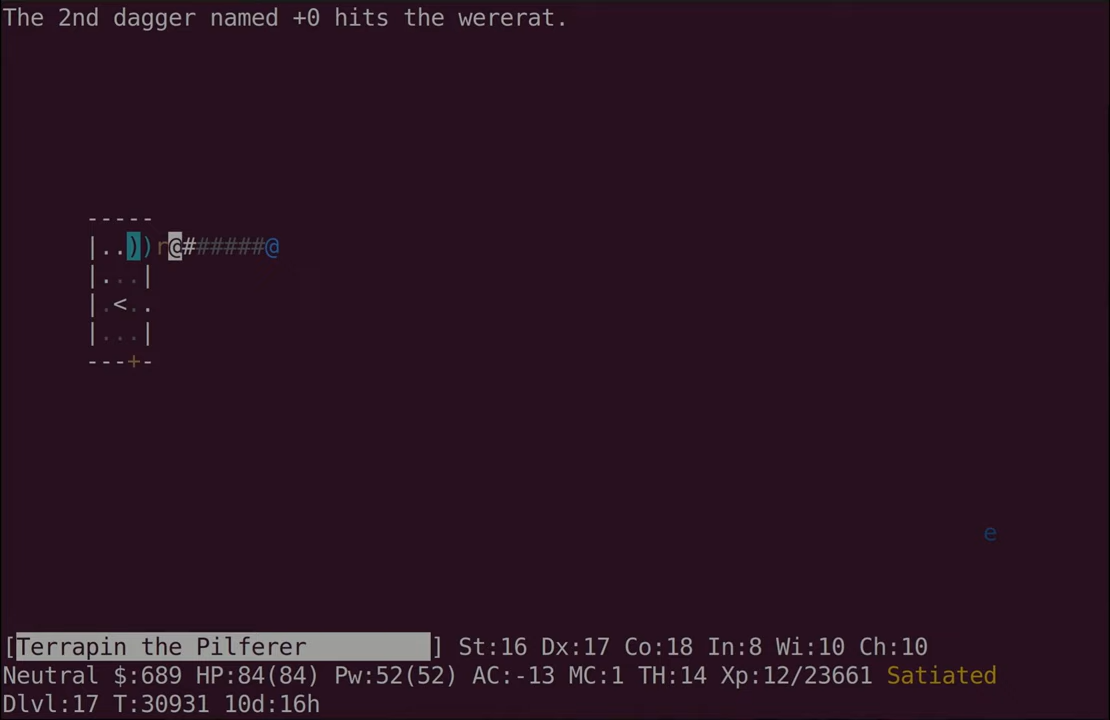 The 2nd dagger named +0 hits the wererat.
-----
|..))r@#######@
|...|
|.<..
|...|
---+-
e
[Terrapin the Pilferer ] St:16 Dx:17 Co:18 In:8 Wi:10 Ch:10
Neutral $:689 HP:84(84) Pw:52(52) AC:-13 MC:1 TH:14 Xp:12/23661 Satiated
Dlvl:17 T:30931 10d:16h